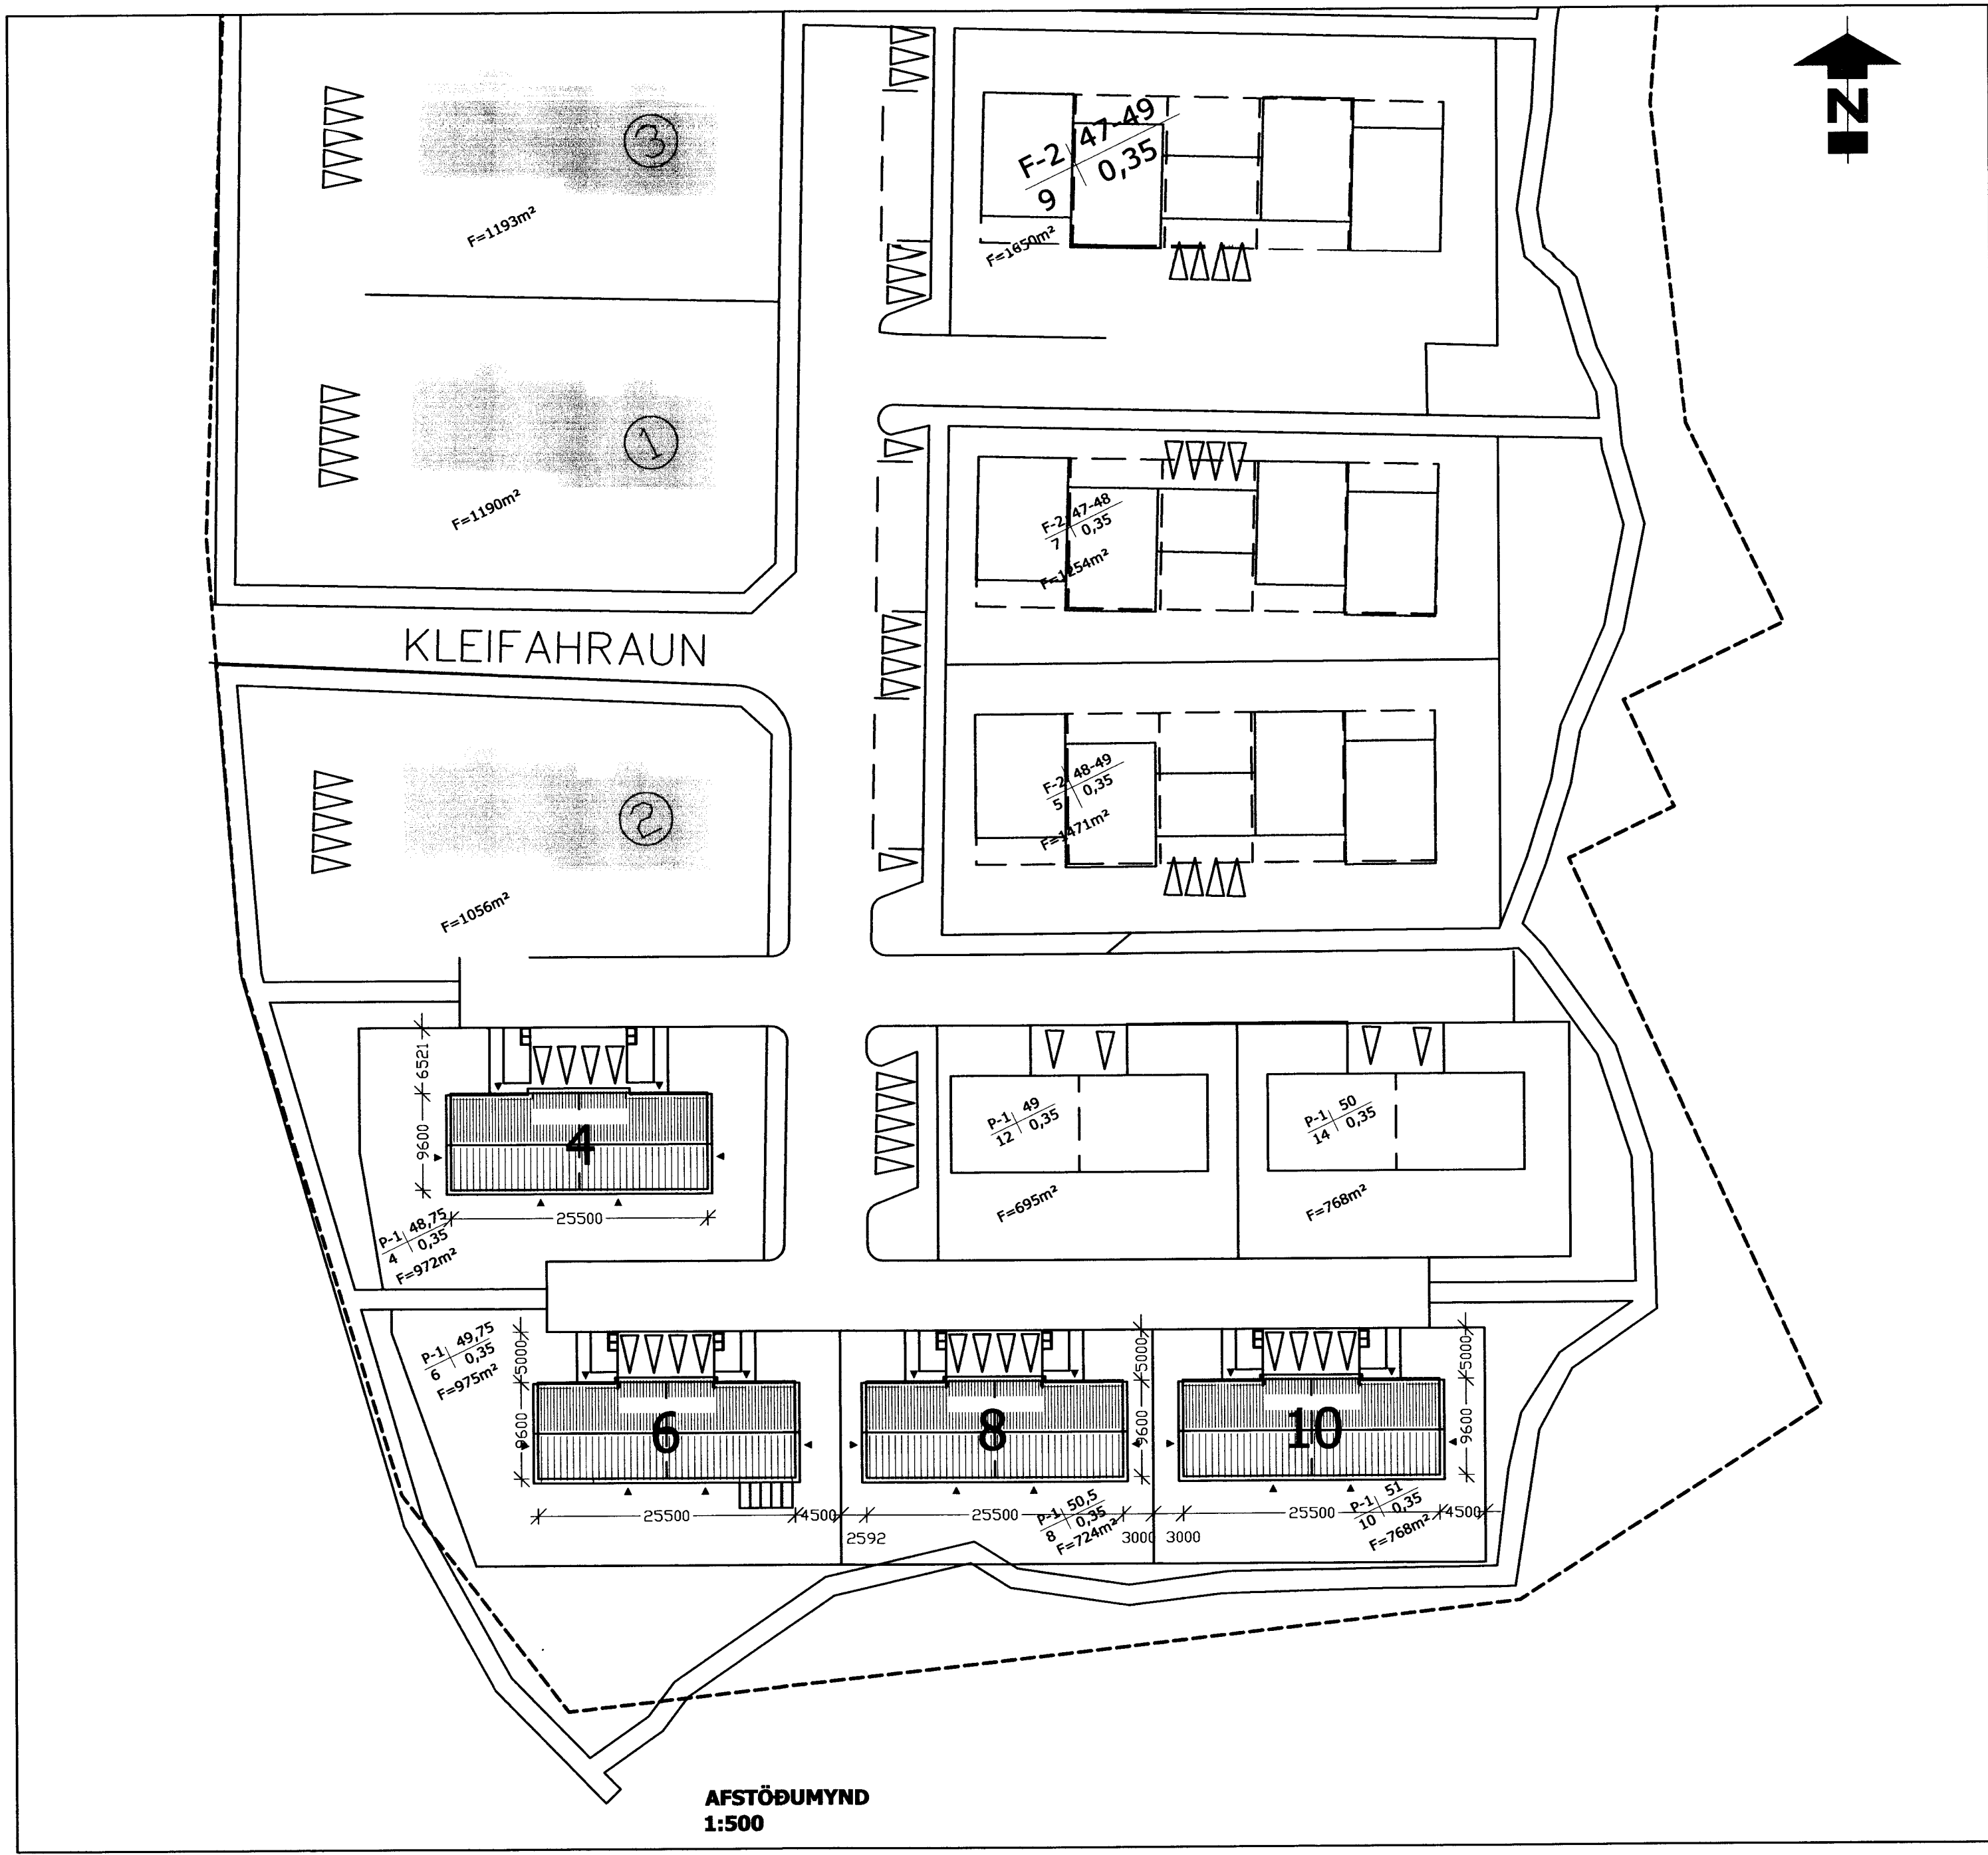 N
3
F=1193m²
F-2 47-49
9 0,35
F=1650m²
1
F=1190m²
F-2 47-48
7 0,35
F=1254m²
KLEIFAHRAUN
F-2 48-49
5 0,35
F=1471m²
2
F=1056m²
6521
9600
4
25500
P-1 48,75
4 0,35
F=972m²
P-1 49
12 0,35
F=695m²
P-1 50
14 0,35
F=768m²
P-1 49,75
6 0,35
F=975m²
5000
9600
6
25500
4500
2592
8
5000
9600
25500
P-1 50,5
8 0,35
F=724m²
3000
3000
10
5000
9600
25500
P-1 51
10 0,35
F=768m²
4500
AFSTÖÐUMYND
1:500